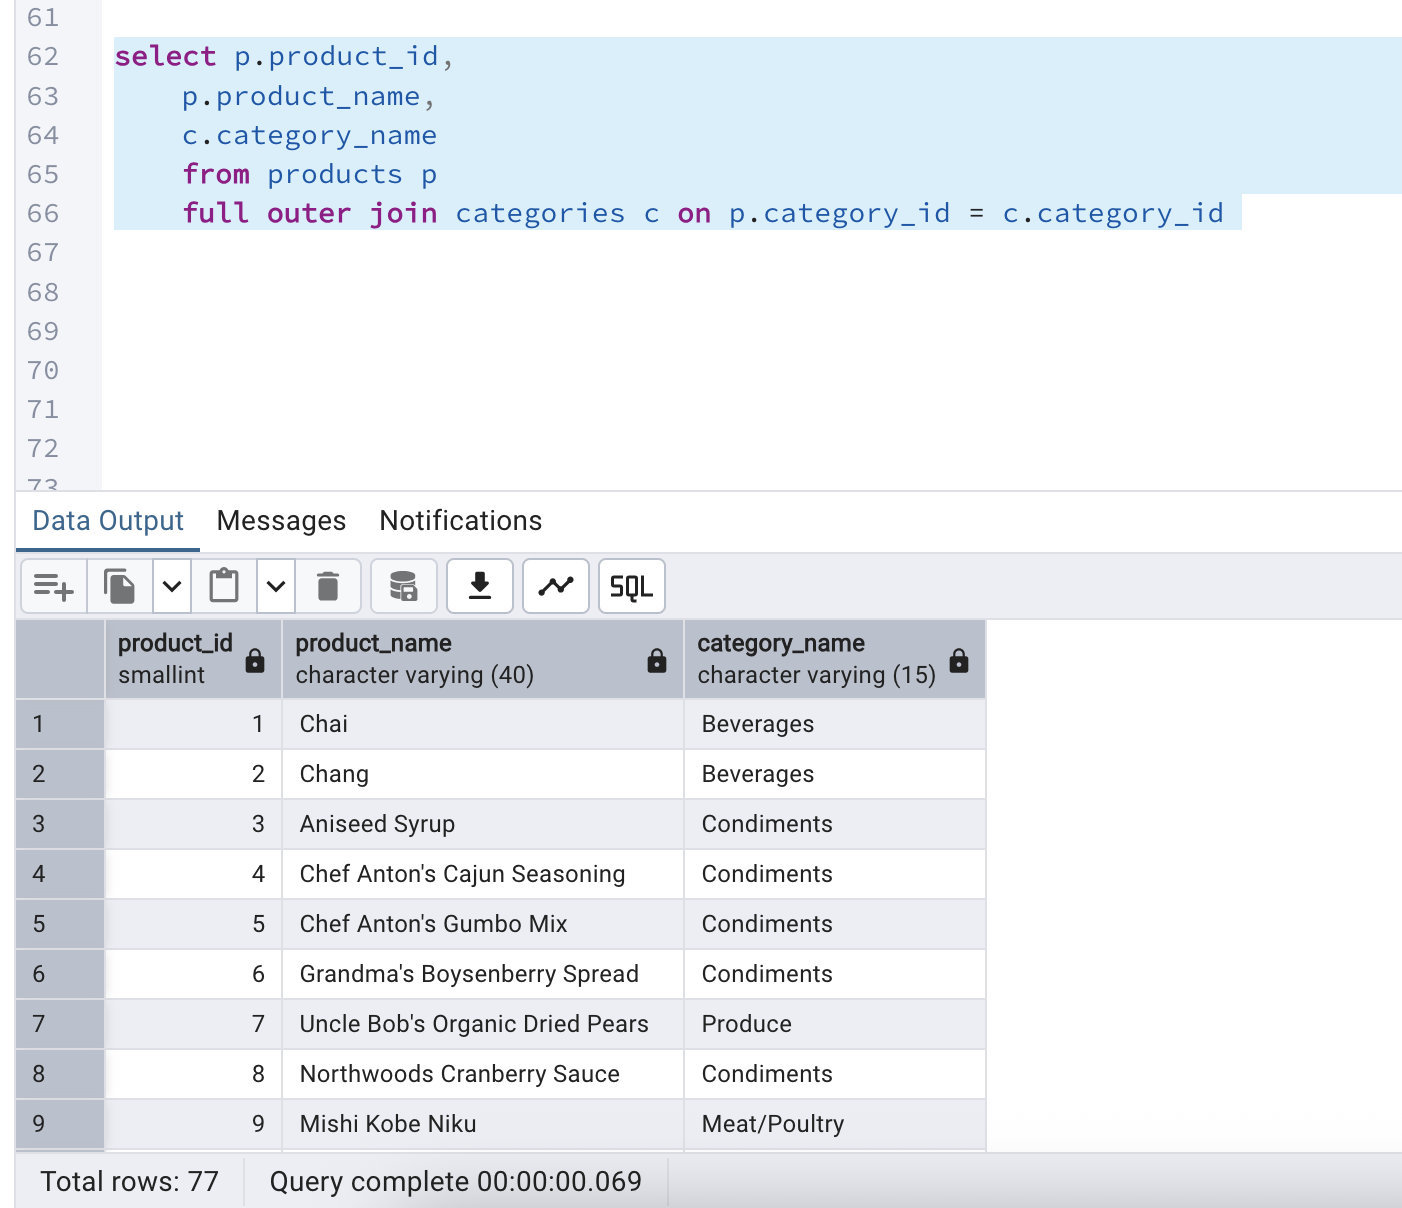 61
62 select p.product_id,
63 p.product_name,
64 c.category_name
65 from products p
66 full outer join categories c on p.category_id = c.category_id
67
68
69
70
71
72
73
Data Output Messages Notifications
SQL
product_id product_name category_name
smallint character varying (40) character varying (15)
1 1 Chai Beverages
2 2 Chang Beverages
3 3 Aniseed Syrup Condiments
4 4 Chef Anton's Cajun Seasoning Condiments
5 5 Chef Anton's Gumbo Mix Condiments
6 6 Grandma's Boysenberry Spread Condiments
7 7 Uncle Bob's Organic Dried Pears Produce
8 8 Northwoods Cranberry Sauce Condiments
9 9 Mishi Kobe Niku Meat/Poultry
Total rows: 77 Query complete 00:00:00.069